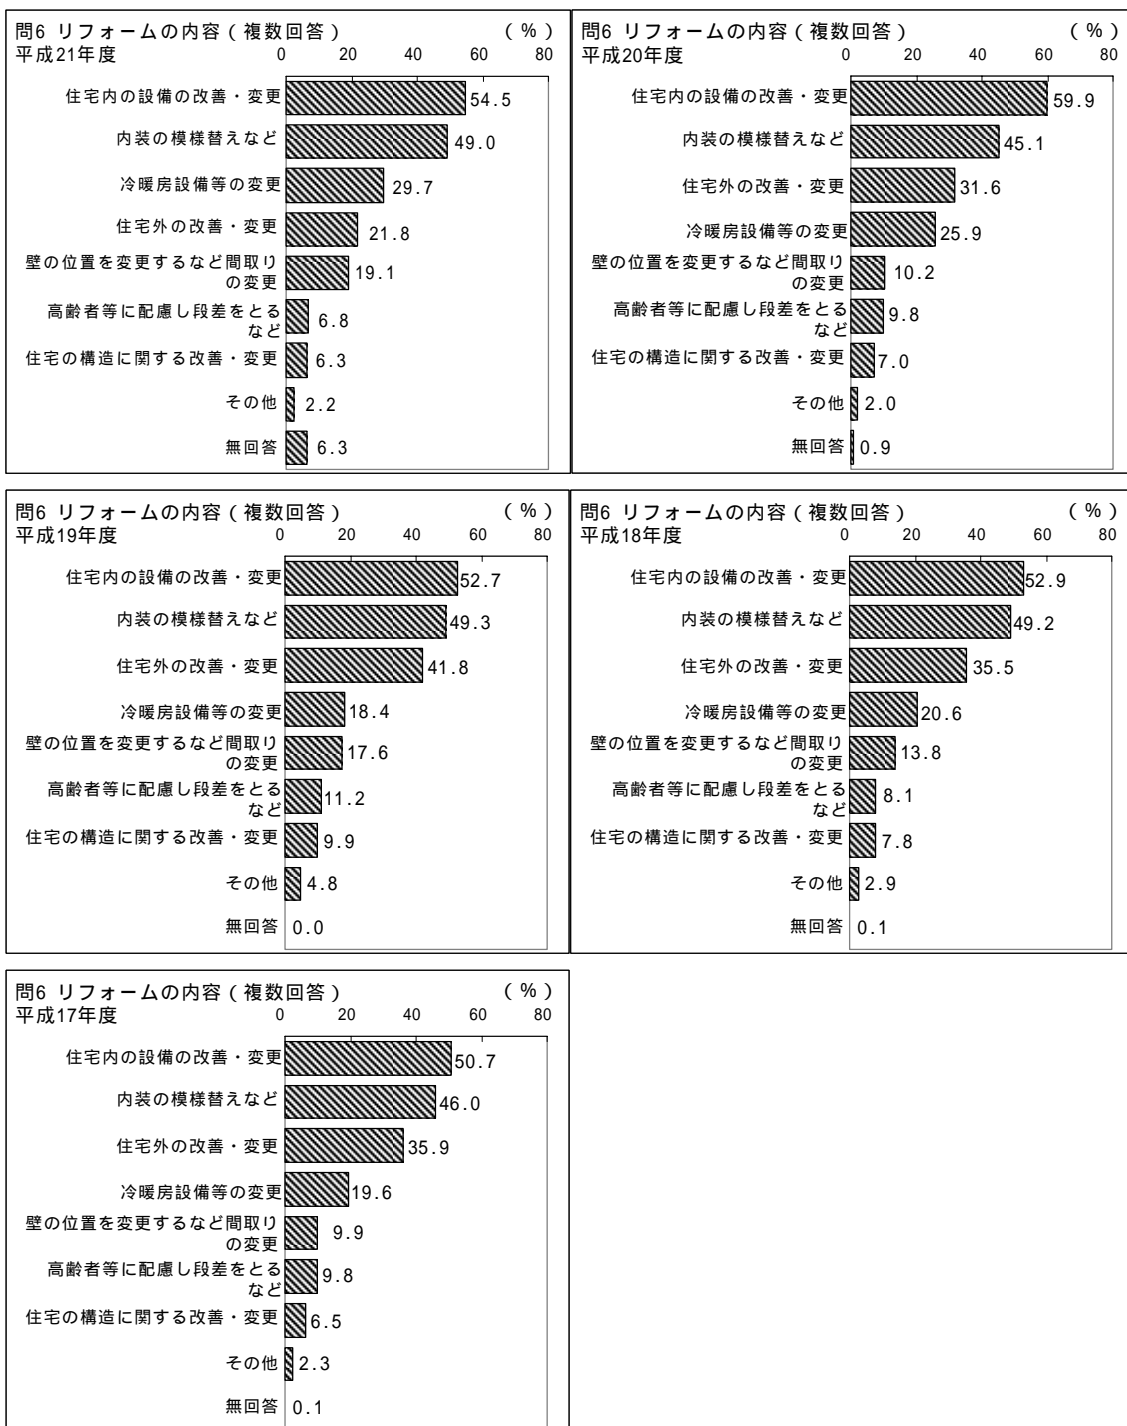 問6 リフォームの内容(複数回答) (%)
平成21年度 0 20 40 60 80
住宅内の設備の改善・変更 54.5
内装の模様替えなど 49.0
冷暖房設備等の変更 29.7
住宅外の改善・変更 21.8
壁の位置を変更するなど間取り
の変更 19.1
高齢者等に配慮し段差をとる
など 6.8
住宅の構造に関する改善・変更 6.3
その他 2.2
無回答 6.3
問6 リフォームの内容(複数回答) (%)
平成20年度 0 20 40 60 80
住宅内の設備の改善・変更 59.9
内装の模様替えなど 45.1
住宅外の改善・変更 31.6
冷暖房設備等の変更 25.9
壁の位置を変更するなど間取り
の変更 10.2
高齢者等に配慮し段差をとる
など 9.8
住宅の構造に関する改善・変更 7.0
その他 2.0
無回答 0.9
問6 リフォームの内容(複数回答) (%)
平成19年度 0 20 40 60 80
住宅内の設備の改善・変更 52.7
内装の模様替えなど 49.3
住宅外の改善・変更 41.8
冷暖房設備等の変更 18.4
壁の位置を変更するなど間取り
の変更 17.6
高齢者等に配慮し段差をとる
など 11.2
住宅の構造に関する改善・変更 9.9
その他 4.8
無回答 0.0
問6 リフォームの内容(複数回答) (%)
平成18年度 0 20 40 60 80
住宅内の設備の改善・変更 52.9
内装の模様替えなど 49.2
住宅外の改善・変更 35.5
冷暖房設備等の変更 20.6
壁の位置を変更するなど間取り
の変更 13.8
高齢者等に配慮し段差をとる
など 8.1
住宅の構造に関する改善・変更 7.8
その他 2.9
無回答 0.1
問6 リフォームの内容(複数回答) (%)
平成17年度 0 20 40 60 80
住宅内の設備の改善・変更 50.7
内装の模様替えなど 46.0
住宅外の改善・変更 35.9
冷暖房設備等の変更 19.6
壁の位置を変更するなど間取り
の変更 9.9
高齢者等に配慮し段差をとる
など 9.8
住宅の構造に関する改善・変更 6.5
その他 2.3
無回答 0.1